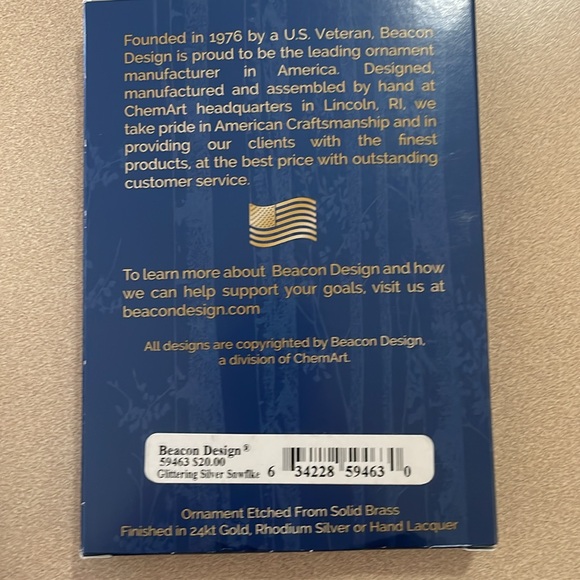 Founded in 1976 by a U.S. Veteran, Beacon
Design is proud to be the leading ornament
manufacturer in America. Designed,
manufactured and assembled by hand at
ChemArt headquarters in Lincoln, RI, we
take pride in American Craftsmanship and in
providing our clients with the finest
products, at the best price with outstanding
customer service.
To learn more about Beacon Design and how
we can help support your goals, visit us at
beacondesign.com
All designs are copyrighted by Beacon Design,
a division of ChemArt.
Beacon Design®
59463 $20.00
Glittering Silver Snwflke
6 34228 59463 0
Ornament Etched From Solid Brass
Finished in 24kt Gold, Rhodium Silver or Hand Lacquer